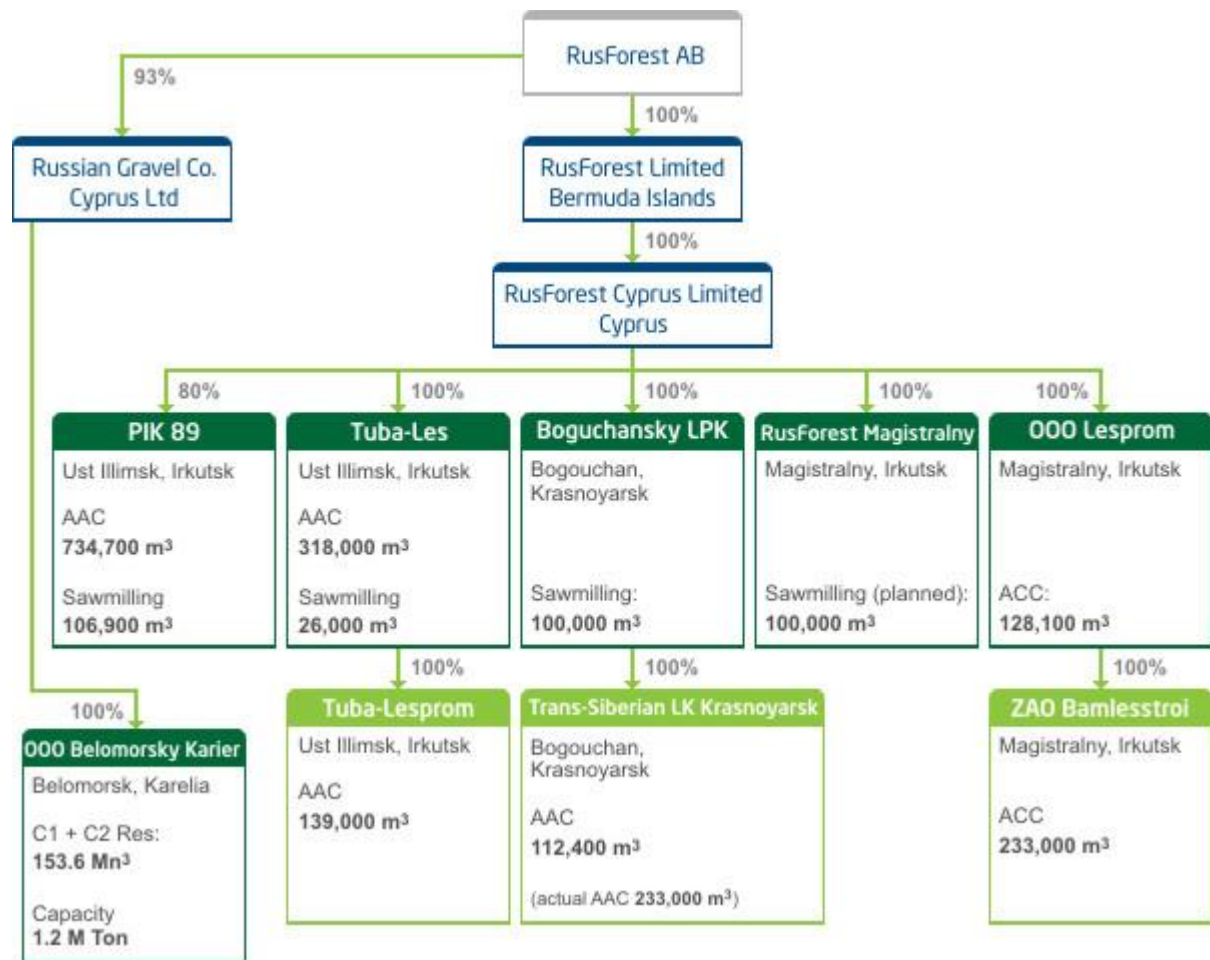 RusForest AB
93%
100%
Russian Gravel Co.
Cyprus Ltd
RusForest Limited
Bermuda Islands
100%
RusForest Cyprus Limited
Cyprus
80%
100%
100%
100%
100%
PIK 89
Ust Illimsk, Irkutsk
AAC
734,700 m³
Sawmilling
106,900 m³
Tuba-Les
Ust Illimsk, Irkutsk
AAC
318,000 m³
Sawmilling
26,000 m³
Boguchansky LPK
Bogouchan,
Krasnoyarsk
Sawmilling:
100,000 m³
RusForest Magistralny
Magistralny, Irkutsk
Sawmilling (planned):
100,000 m³
OOO Lesprom
Magistralny, Irkutsk
ACC:
128,100 m³
100%
100%
100%
100%
OOO Belomorsky Karier
Belomorsk, Karelia
C1 + C2 Res:
153.6 Mn³
Capacity
1.2 M Ton
Tuba-Lesprom
Ust Illimsk, Irkutsk
AAC
139,000 m³
Trans-Siberian LK Krasnoyarsk
Bogouchan,
Krasnoyarsk
AAC
112,400 m³
(actual AAC 233,000 m³)
ZAO Bamlesstroi
Magistralny, Irkutsk
ACC
233,000 m³